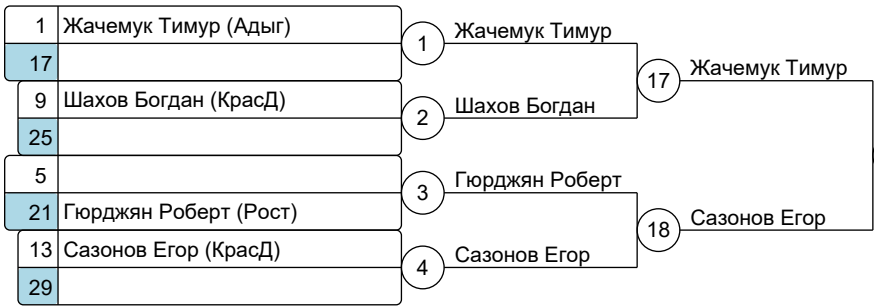 1 Жачемук Тимур (Адыг)
17
9 Шахов Богдан (КрасД)
25
5
21 Гюрджян Роберт (Рост)
13 Сазонов Егор (КрасД)
29
1 Жачемук Тимур
2 Шахов Богдан
3 Гюрджян Роберт
4 Сазонов Егор
17 Жачемук Тимур
18 Сазонов Егор